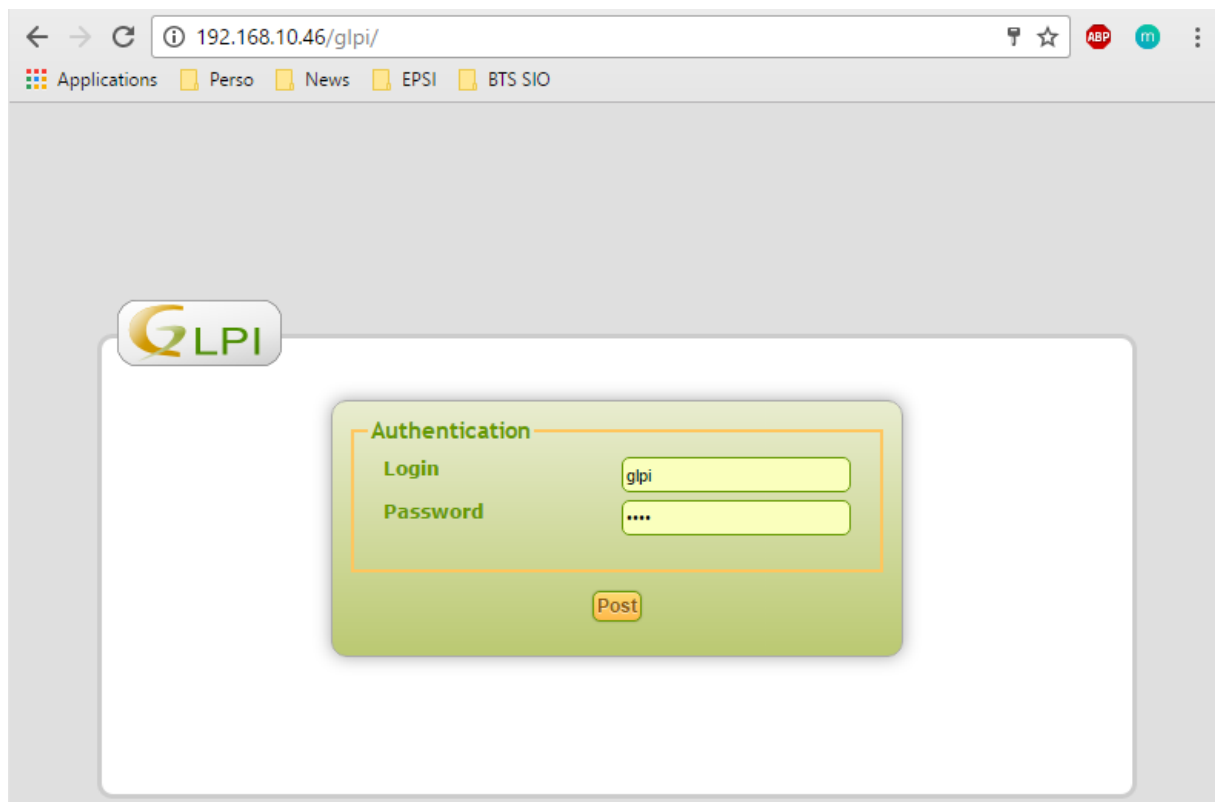 192.168.10.46/glpi/
ABP
m
Applications Perso News EPSI BTS SIO
GLPI
Authentication
Login glpi
Password ••••
Post